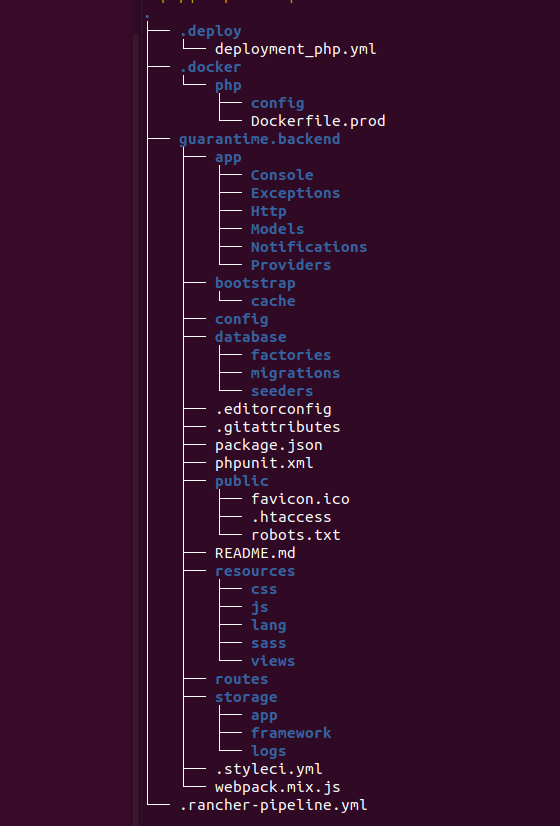 .
├── .deploy
│   └── deployment_php.yml
├── .docker
│   └── php
│       ├── config
│       └── Dockerfile.prod
├── guarantime.backend
│   ├── app
│   │   ├── Console
│   │   ├── Exceptions
│   │   ├── Http
│   │   ├── Models
│   │   ├── Notifications
│   │   └── Providers
│   ├── bootstrap
│   │   └── cache
│   ├── config
│   ├── database
│   │   ├── factories
│   │   ├── migrations
│   │   └── seeders
│   ├── .editorconfig
│   ├── .gitattributes
│   ├── package.json
│   ├── phpunit.xml
│   ├── public
│   │   ├── favicon.ico
│   │   ├── .htaccess
│   │   └── robots.txt
│   ├── README.md
│   ├── resources
│   │   ├── css
│   │   ├── js
│   │   ├── lang
│   │   ├── sass
│   │   └── views
│   ├── routes
│   ├── storage
│   │   ├── app
│   │   ├── framework
│   │   └── logs
│   ├── .styleci.yml
│   └── webpack.mix.js
└── .rancher-pipeline.yml